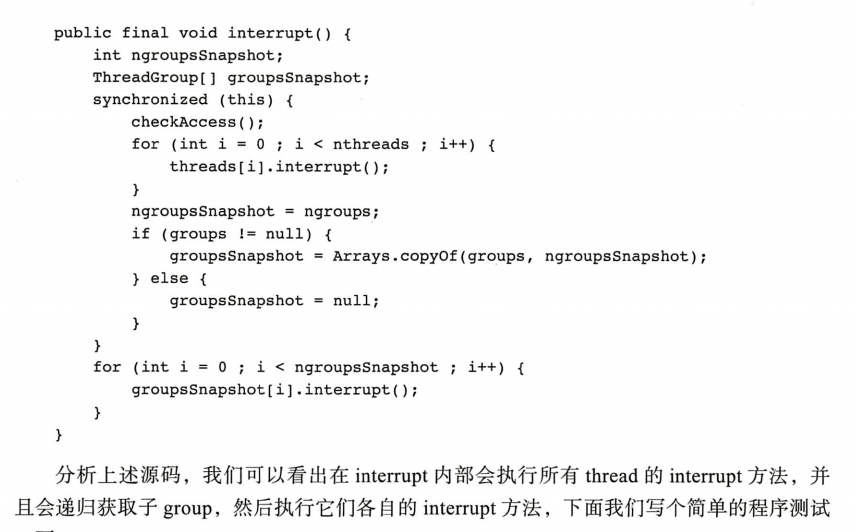 public final void interrupt() {
    int ngroupsSnapshot;
    ThreadGroup[] groupsSnapshot;
    synchronized (this) {
        checkAccess();
        for (int i = 0 ; i < nthreads ; i++) {
            threads[i].interrupt();
        }
        ngroupsSnapshot = ngroups;
        if (groups != null) {
            groupsSnapshot = Arrays.copyOf(groups, ngroupsSnapshot);
        } else {
            groupsSnapshot = null;
        }
    }
    for (int i = 0 ; i < ngroupsSnapshot ; i++) {
        groupsSnapshot[i].interrupt();
    }
}
分析上述源码，我们可以看出在 interrupt 内部会执行所有 thread 的 interrupt 方法，并
且会递归获取子 group，然后执行它们各自的 interrupt 方法，下面我们写个简单的程序测试